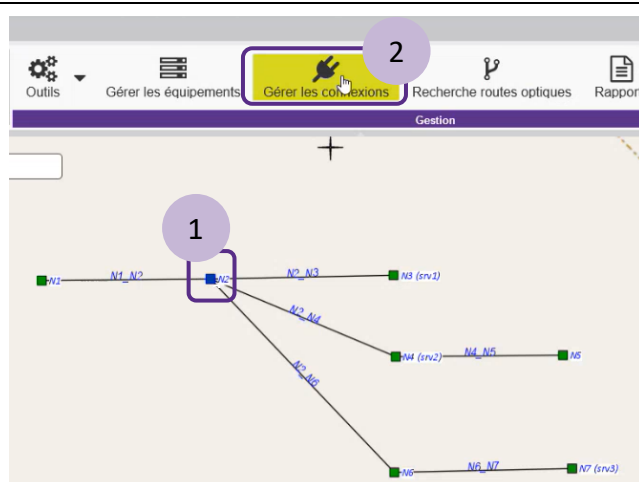 2
Outils
Gérer les équipements
Gérer les connexions
Recherche routes optiques
Rappor
Gestion
1
N1
N1_N2
N2
N2_N3
N3 (srv1)
N2_N4
N4 (srv2)
N4_N5
N5
N2_N6
N6
N6_N7
N7 (srv3)